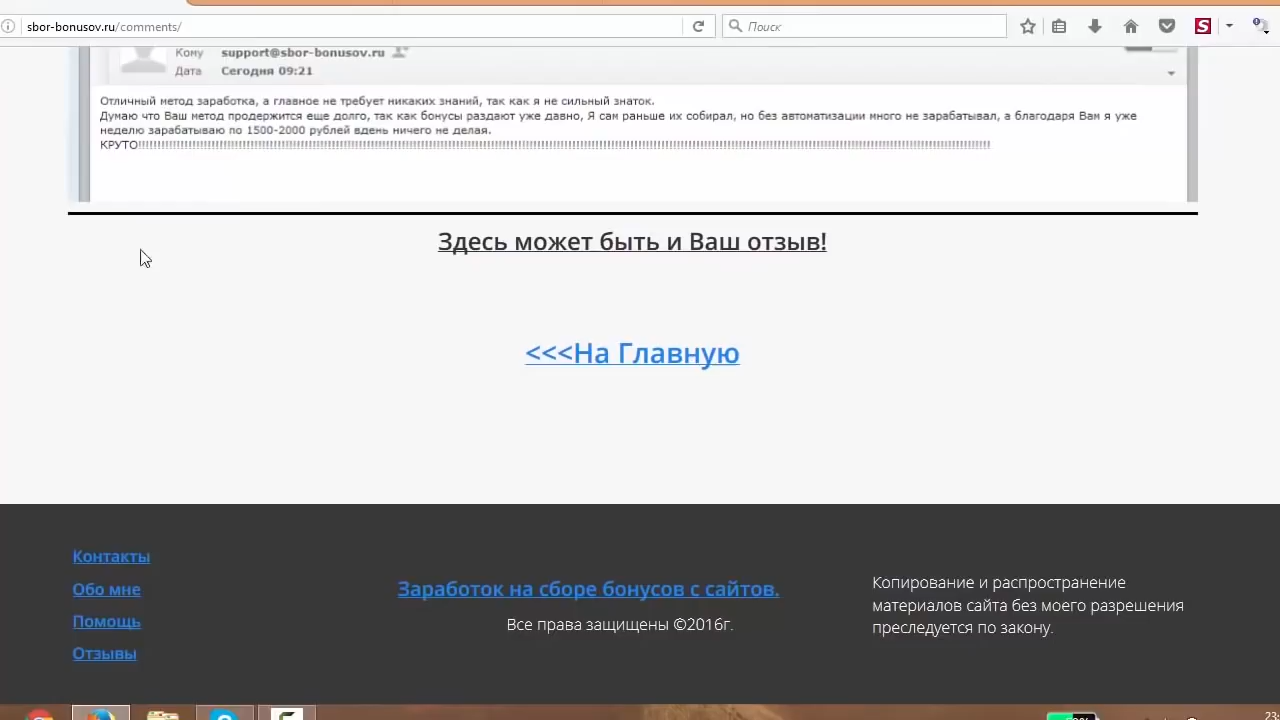 sbor-bonusov.ru/comments/
Поиск
Кому support@sbor-bonusov.ru
Дата Сегодня 09:21
Отличный метод заработка, а главное не требует никаких знаний, так как я не сильный знаток.
Думаю что Ваш метод продержится еще долго, так как бонусы раздают уже давно, Я сам раньше их собирал, но без автоматизации много не зарабатывал, а благодаря Вам я уже
неделю зарабатываю по 1500-2000 рублей вдень ничего не делая.
Здесь может быть и Ваш отзыв!
<<<На Главную
Контакты
Обо мне
Помощь
Отзывы
Заработок на сборе бонусов с сайтов.
Все права защищены ©2016г.
Копирование и распространение
материалов сайта без моего разрешения
преследуется по закону.